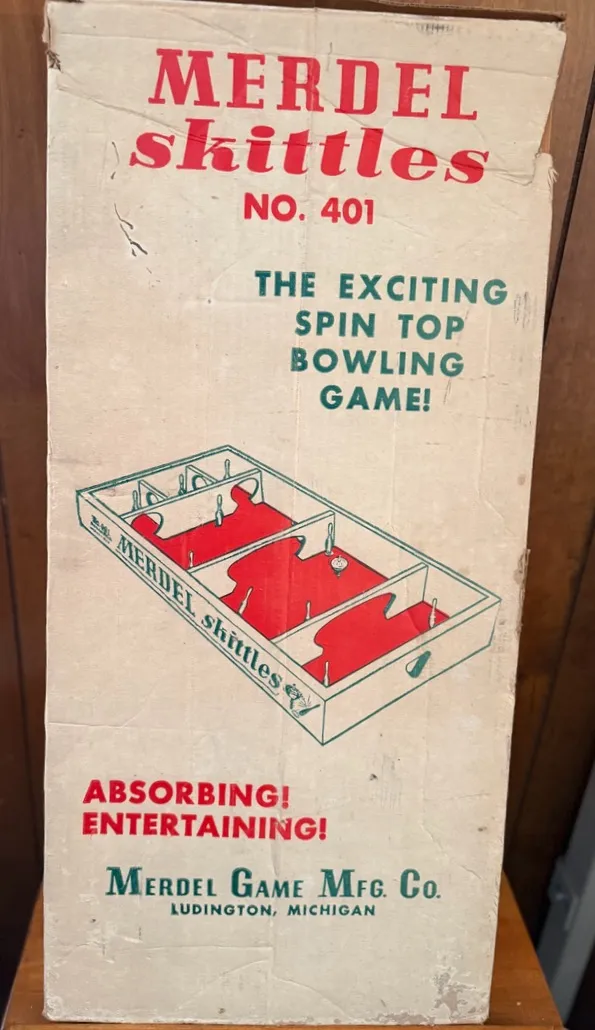 MERDEL
skittles
NO. 401
THE EXCITING
SPIN TOP
BOWLING
GAME!
MERDEL skittles
ABSORBING!
ENTERTAINING!
MERDEL GAME MFG. CO.
LUDINGTON, MICHIGAN